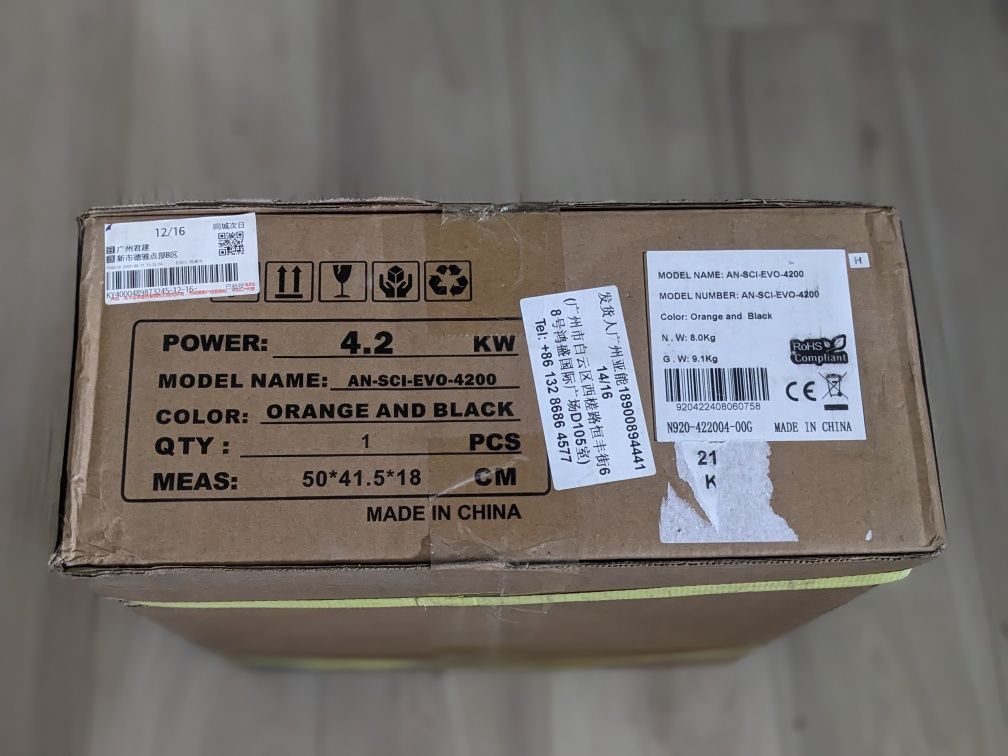 12/16
同城次日
广州君建
新市德雅点部B区
KY4000489873245-12-16-
POWER: 4.2 KW
MODEL NAME: AN-SCI-EVO-4200
COLOR: ORANGE AND BLACK
QTY : 1 PCS
MEAS: 50*41.5*18 CM
MADE IN CHINA
发货人广州亚能18900894441
14/16
(广州市白云区西槎路恒丰街6
8号鸿盛国际广场D105室)
Tel: +86 132 8686 4577
H
MODEL NAME: AN-SCI-EVO-4200
MODEL NUMBER: AN-SCI-EVO-4200
Color: Orange and Black
N . W: 8.0Kg
G . W: 9.1Kg
RoHS
Compliant
920422408060758
CE
N920-422004-00G MADE IN CHINA
21
K